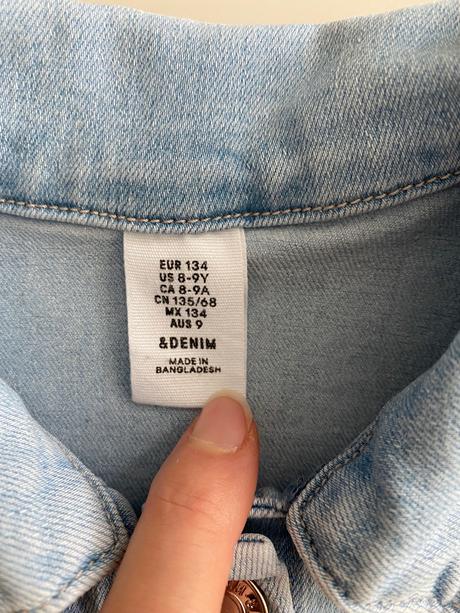 EUR 134
US 8-9Y
CA 8-9A
CN 135/68
MX 134
AUS 9
&DENIM
MADE IN
BANGLADESH